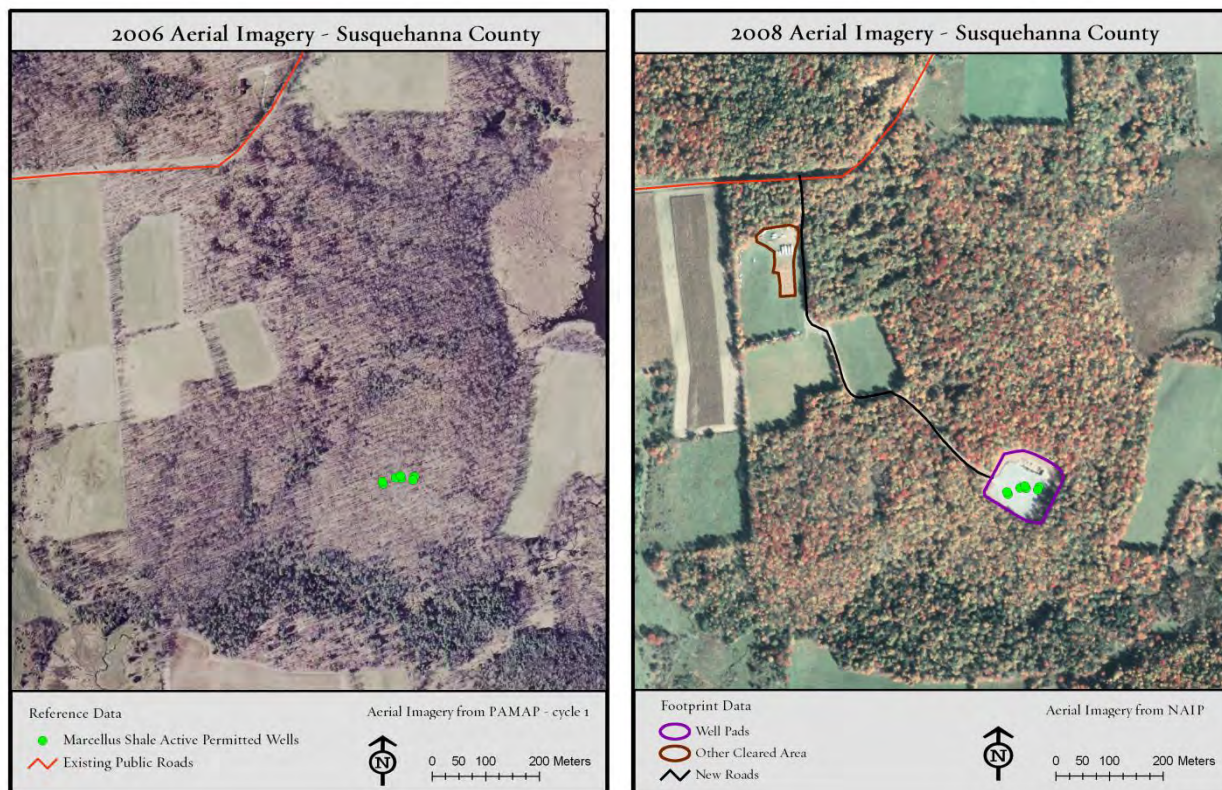 2006 Aerial Imagery - Susquehanna County
Reference Data
Aerial Imagery from PAMAP - cycle 1
Marcellus Shale Active Permitted Wells
Existing Public Roads
N
0 50 100 200 Meters
2008 Aerial Imagery - Susquehanna County
Footprint Data
Aerial Imagery from NAIP
Well Pads
Other Cleared Area
New Roads
N
0 50 100 200 Meters